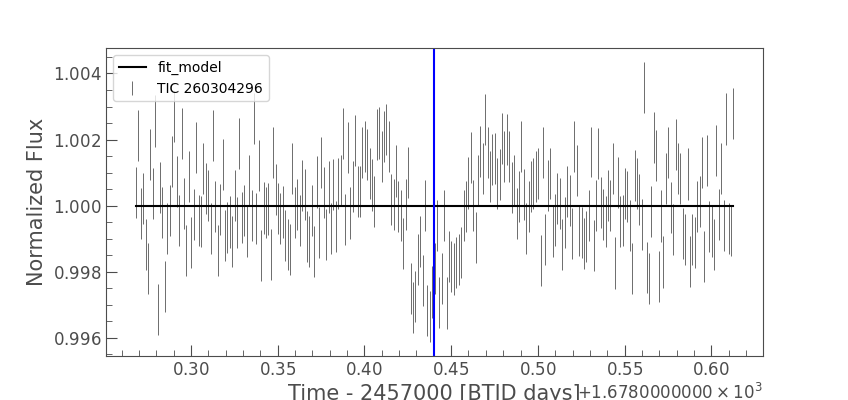 fit_model
TIC 260304296
Normalized Flux
1.004
1.002
1.000
0.998
0.996
0.30 0.35 0.40 0.45 0.50 0.55 0.60
Time - 2457000 [BTJD days]
+1.6780000000 × 10³